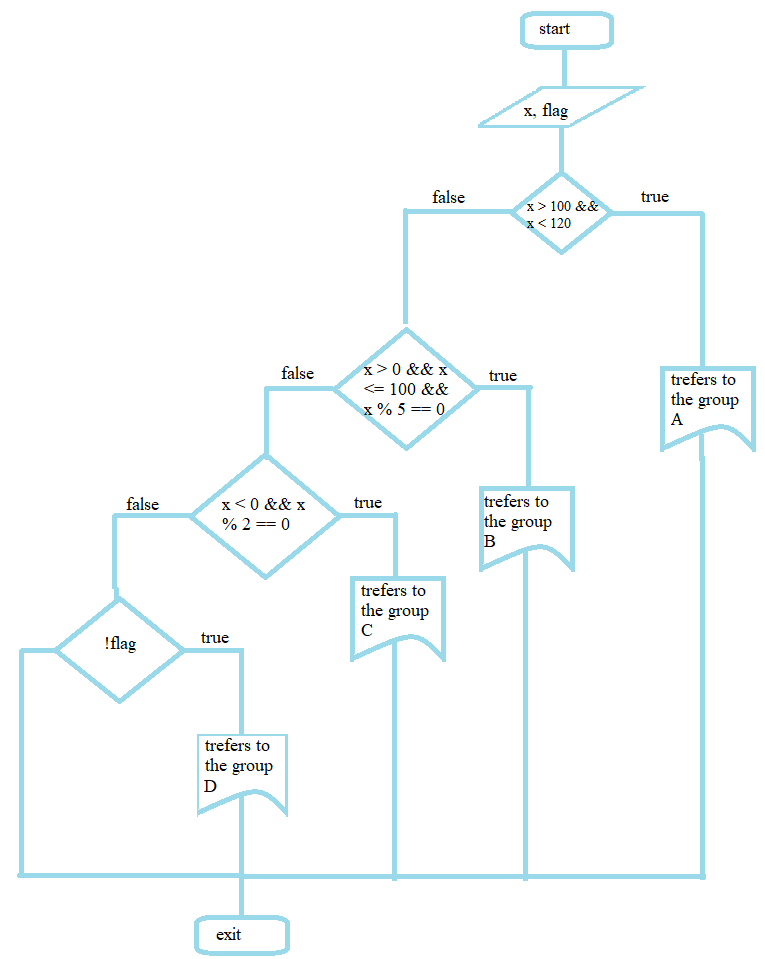 start
x, flag
false
true
x > 100 &&
x < 120
false
true
x > 0 && x
<= 100 &&
x % 5 == 0
trefers to
the group
A
false
true
x < 0 && x
% 2 == 0
trefers to
the group
B
trefers to
the group
C
!flag
true
trefers to
the group
D
exit